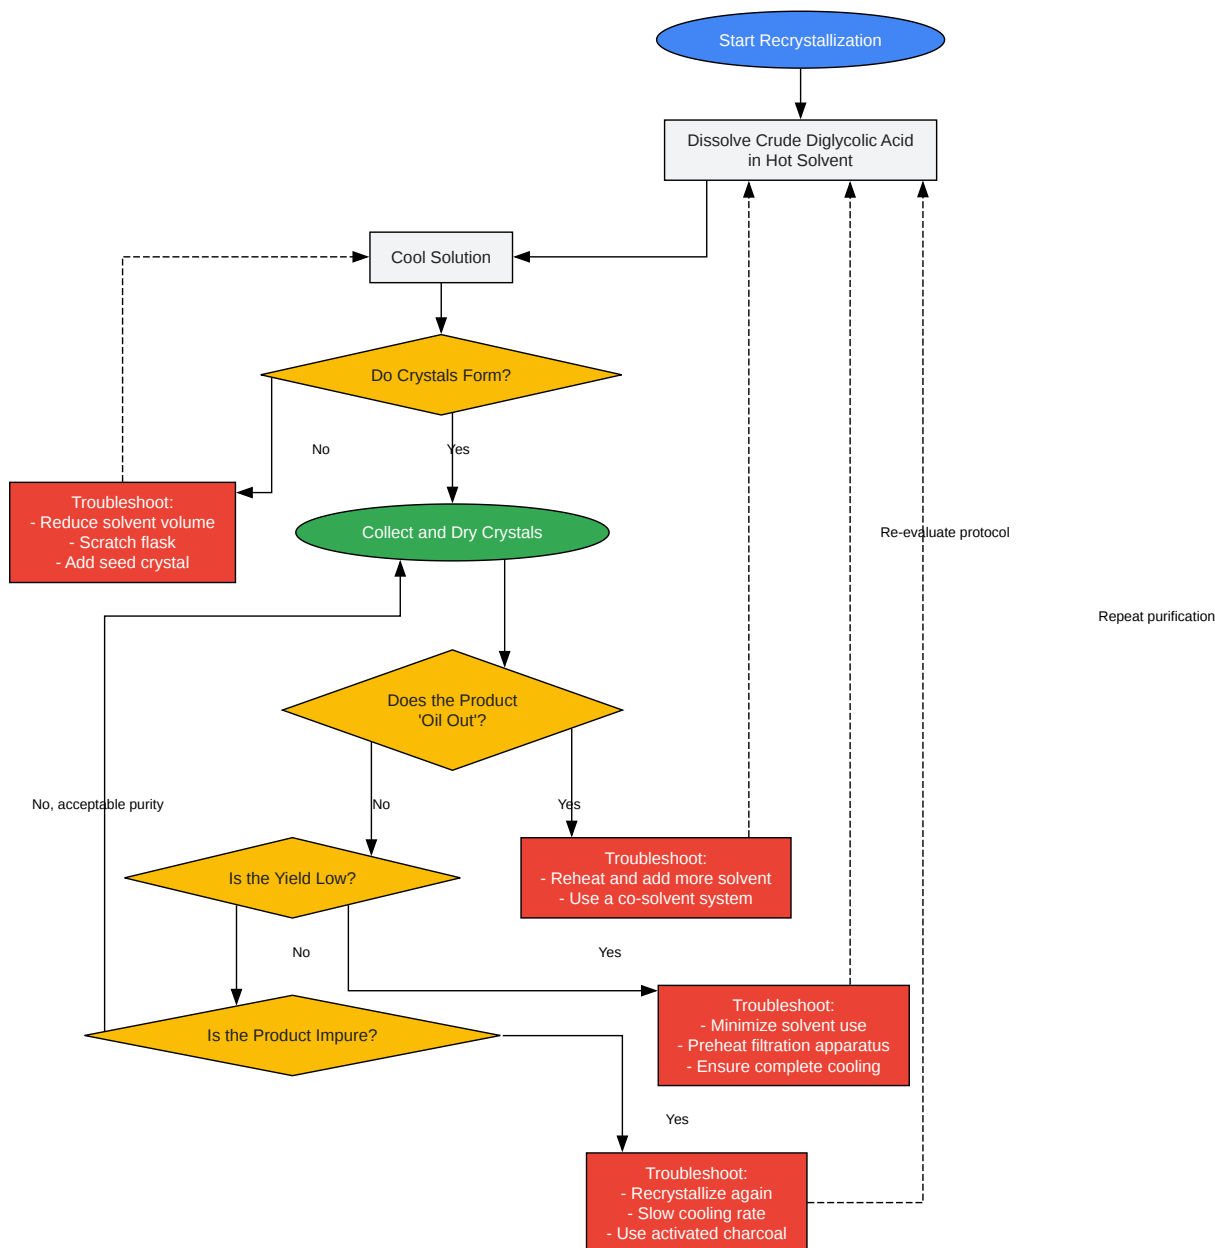 Start Recrystallization
Dissolve Crude Diglycolic Acid
in Hot Solvent
Cool Solution
Do Crystals Form?
No
Yes
Troubleshoot:
- Reduce solvent volume
- Scratch flask
- Add seed crystal
Collect and Dry Crystals
Re-evaluate protocol
Repeat purification
Does the Product
'Oil Out'?
No, acceptable purity
No
Yes
Troubleshoot:
- Reheat and add more solvent
- Use a co-solvent system
Is the Yield Low?
No
Yes
Troubleshoot:
- Minimize solvent use
- Preheat filtration apparatus
- Ensure complete cooling
Is the Product Impure?
Yes
Troubleshoot:
- Recrystallize again
- Slow cooling rate
- Use activated charcoal